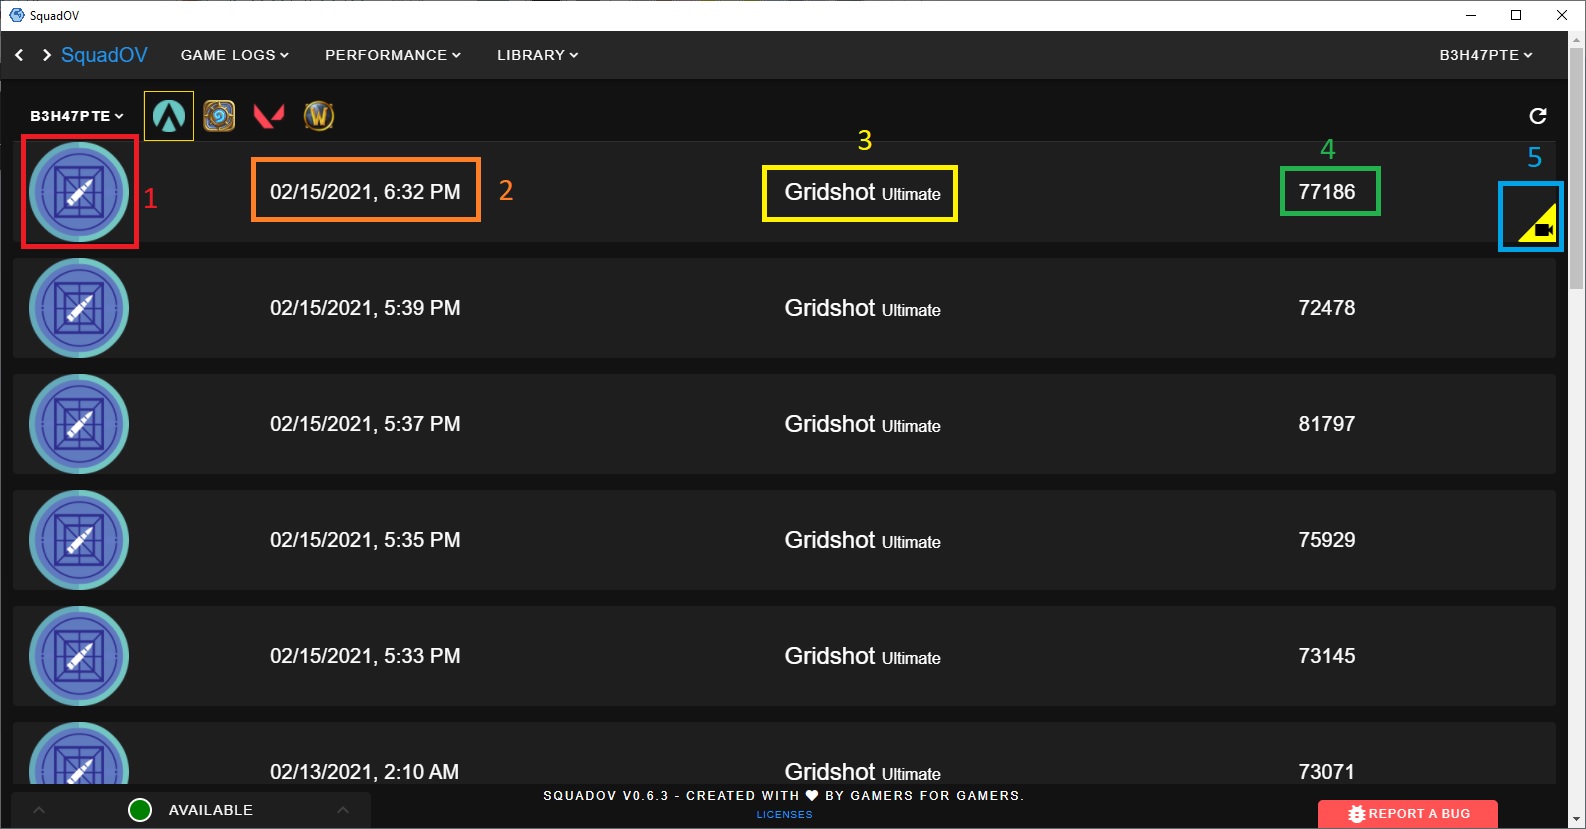 SquadOV
SquadOV GAME LOGS PERFORMANCE LIBRARY B3H47PTE
B3H47PTE
1
02/15/2021, 6:32 PM 2
3
Gridshot Ultimate
4
77186
5
02/15/2021, 5:39 PM Gridshot Ultimate 72478
02/15/2021, 5:37 PM Gridshot Ultimate 81797
02/15/2021, 5:35 PM Gridshot Ultimate 75929
02/15/2021, 5:33 PM Gridshot Ultimate 73145
02/13/2021, 2:10 AM Gridshot Ultimate 73071
AVAILABLE
SQUADOV V0.6.3 - CREATED WITH ♥ BY GAMERS FOR GAMERS.
LICENSES
REPORT A BUG